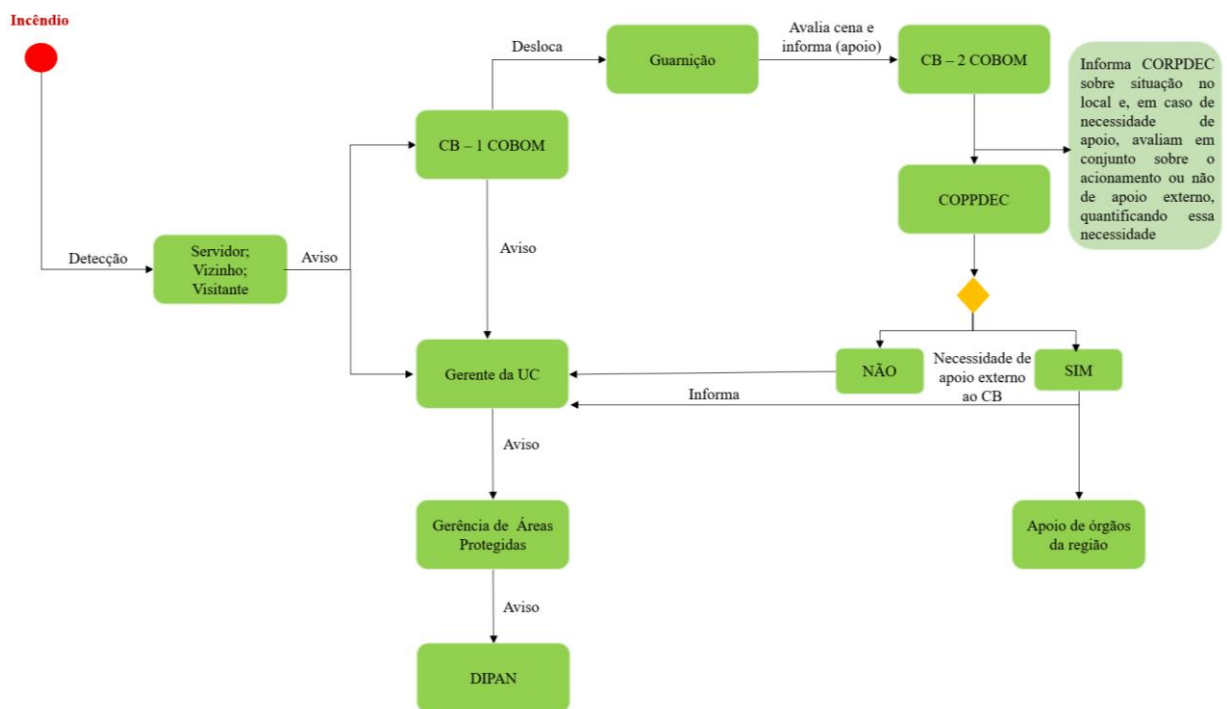 Incêndio
Detecção
Servidor;
Vizinho;
Visitante
Aviso
CB – 1 COBOM
Desloca
Guarnição
Avalia cena e
informa (apoio)
CB – 2 COBOM
Informa CORPDEC
sobre situação no
local e, em caso de
necessidade de
apoio, avaliam em
conjunto sobre o
acionamento ou não
de apoio externo,
quantificando essa
necessidade
COPPDEC
Aviso
Gerente da UC
NÃO
Necessidade de
apoio externo
ao CB
SIM
Informa
Aviso
Gerência de Áreas
Protegidas
Apoio de órgãos
da região
Aviso
DIPAN